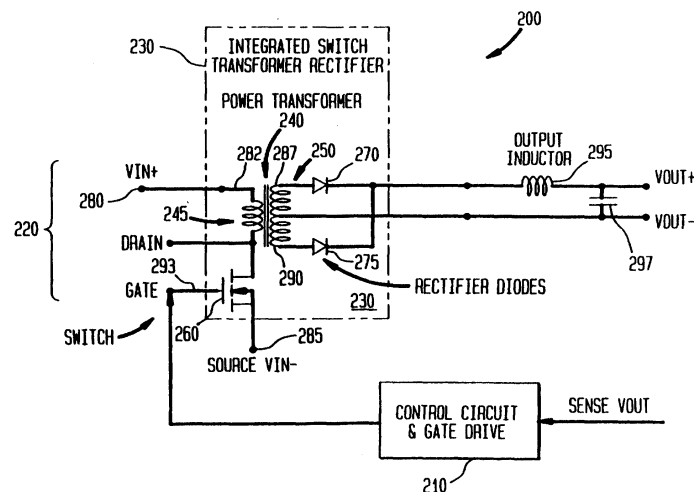 200
230
INTEGRATED SWITCH
TRANSFORMER RECTIFIER
POWER TRANSFORMER
240
282
287
250
270
OUTPUT
INDUCTOR
295
VIN+
280
VOUT+
245
220
VOUT-
DRAIN
297
293
290
275
GATE
230
RECTIFIER DIODES
260
SWITCH
285
SOURCE VIN-
CONTROL CIRCUIT
& GATE DRIVE
SENSE VOUT
210